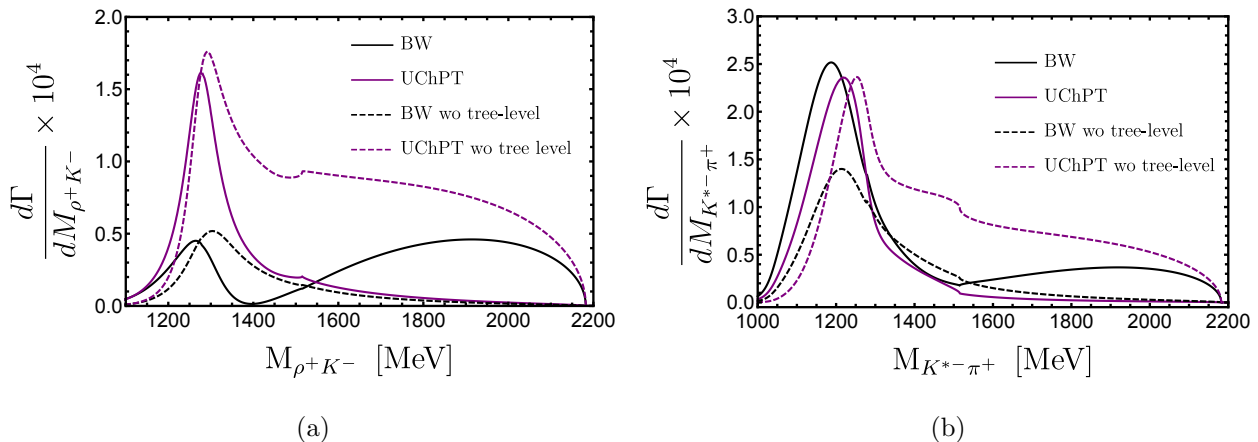 dΓ
dM_{ρ^+K^-} × 10^4
2.0
1.5
1.0
0.5
0.0
BW
UChPT
BW wo tree-level
UChPT wo tree level
1200 1400 1600 1800 2000 2200
M_{ρ^+K^-} [MeV]
(a)
dΓ
dM_{K^{*-}π^+} × 10^4
3.0
2.5
2.0
1.5
1.0
0.5
0.0
BW
UChPT
BW wo tree-level
UChPT wo tree-level
1000 1200 1400 1600 1800 2000 2200
M_{K^{*-}π^+} [MeV]
(b)